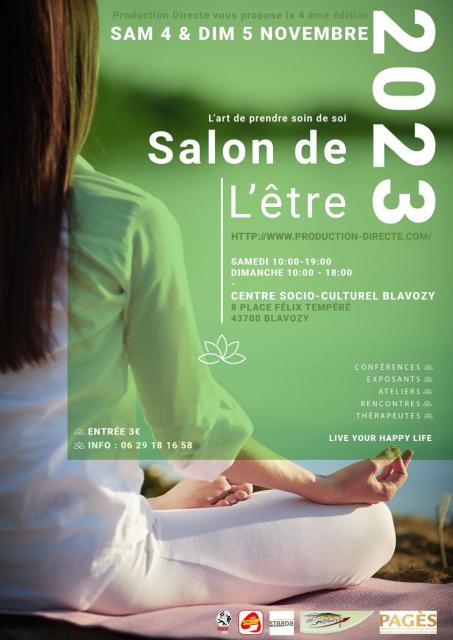 Production Directe vous propose la 4 éme édition
SAM 4 & DIM 5 NOVEMBRE
2023
L'art de prendre soin de soi
Salon de
L'être
HTTP://WWW.PRODUCTION-DIRECTE.COM/
SAMEDI 10:00-19:00
DIMANCHE 10:00 - 18:00
-
CENTRE SOCIO-CULTUREL BLAVOZY
8 PLACE FÉLIX TEMPÉRÉ
43700 BLAVOZY
CONFÉRENCES
EXPOSANTS
ATELIERS
RENCONTRES
THÉRAPEUTES
ENTRÉE 3€
INFO : 06 29 18 16 58
LIVE YOUR HAPPY LIFE
SCOOP
PAGÈS